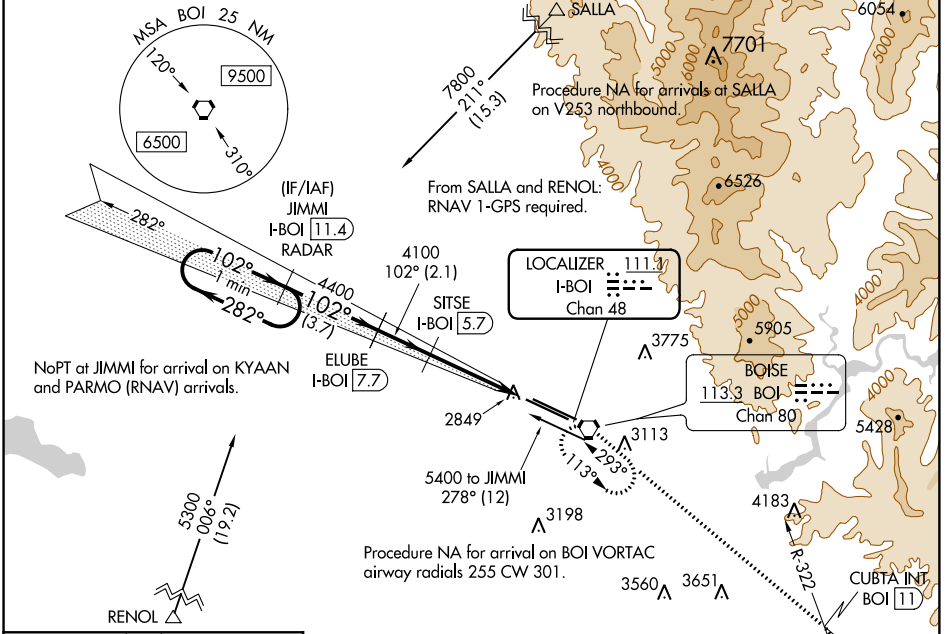 MSA BOI 25 NM
120°
9500
6500
310°
SALLA
7800
211°
(15.3)
6054
5000
5000
6000
7701
Procedure NA for arrivals at SALLA
on V253 northbound.
4000
6526
From SALLA and RENOL:
RNAV 1-GPS required.
(IF/IAF)
JIMMI
I-BOI 11.4
RADAR
282°
102°
1 min
282°
4400
102°
(3.7)
4100
102° (2.1)
SITSE
I-BOI 5.7
ELUBE
I-BOI 7.7
LOCALIZER 111.1
I-BOI
Chan 48
4000
5000
5905
3775
BOISE
113.3 BOI
Chan 80
4000
5428
NoPT at JIMMI for arrival on KYAAN
and PARMO (RNAV) arrivals.
2849
3113
293°
113°
5400 to JIMMI
278° (12)
4183
3198
5300
006°
(19.2)
Procedure NA for arrival on BOI VORTAC
airway radials 255 CW 301.
R-322
3560
3651
CUBTA INT
BOI 11
RENOL